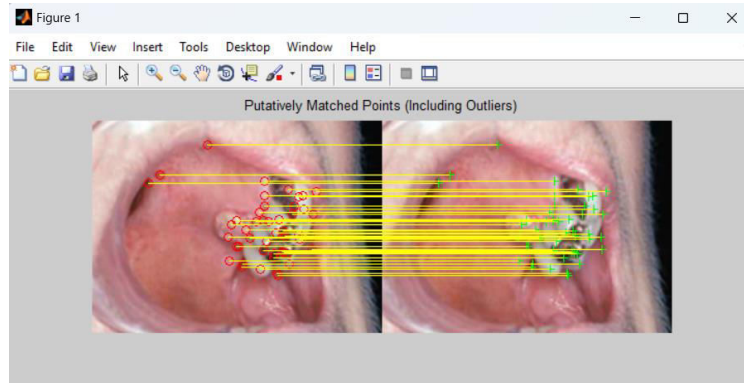 Figure 1
File Edit View Insert Tools Desktop Window Help
Putatively Matched Points (Including Outliers)